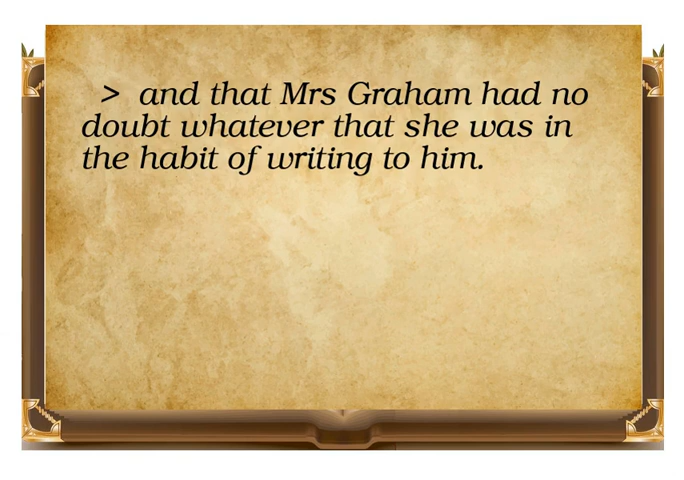 > and that Mrs Graham had no
doubt whatever that she was in
the habit of writing to him.